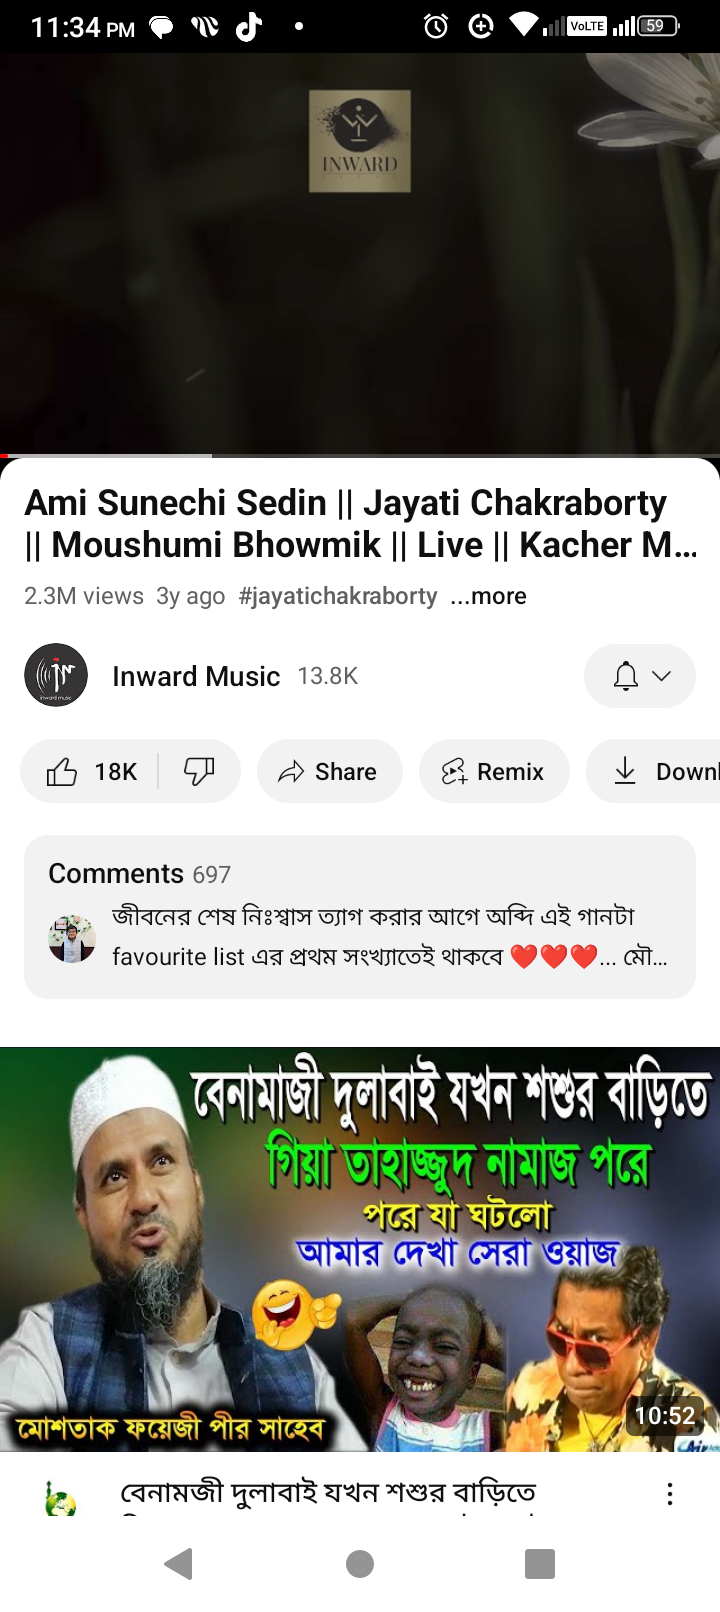 11:34 PM
VoLTE
59
INWARD
Ami Sunechi Sedin || Jayati Chakraborty
|| Moushumi Bhowmik || Live || Kacher M...
2.3M views 3y ago #jayatichakraborty ...more
Inward Music 13.8K
18K
Share
Remix
Downl
Comments 697
জীবনের শেষ নিঃশ্বাস ত্যাগ করার আগে অব্দি এই গানটা
favourite list এর প্রথম সংখ্যাতেই থাকবে ❤️❤️❤️... মৌ...
বেনামাজী দুলাবাই যখন শশুর বাড়িতে
গিয়া তাহাজ্জুদ নামাজ পরে
পরে যা ঘটলো
আমার দেখা সেরা ওয়াজ
মোশতাক ফয়েজী পীর সাহেব
10:52
বেনামজী দুলাবাই যখন শশুর বাড়িতে